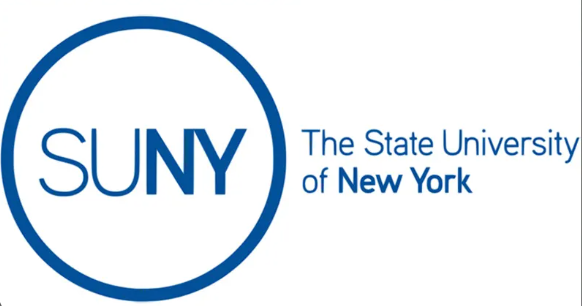 SUNY
The State University
of New York